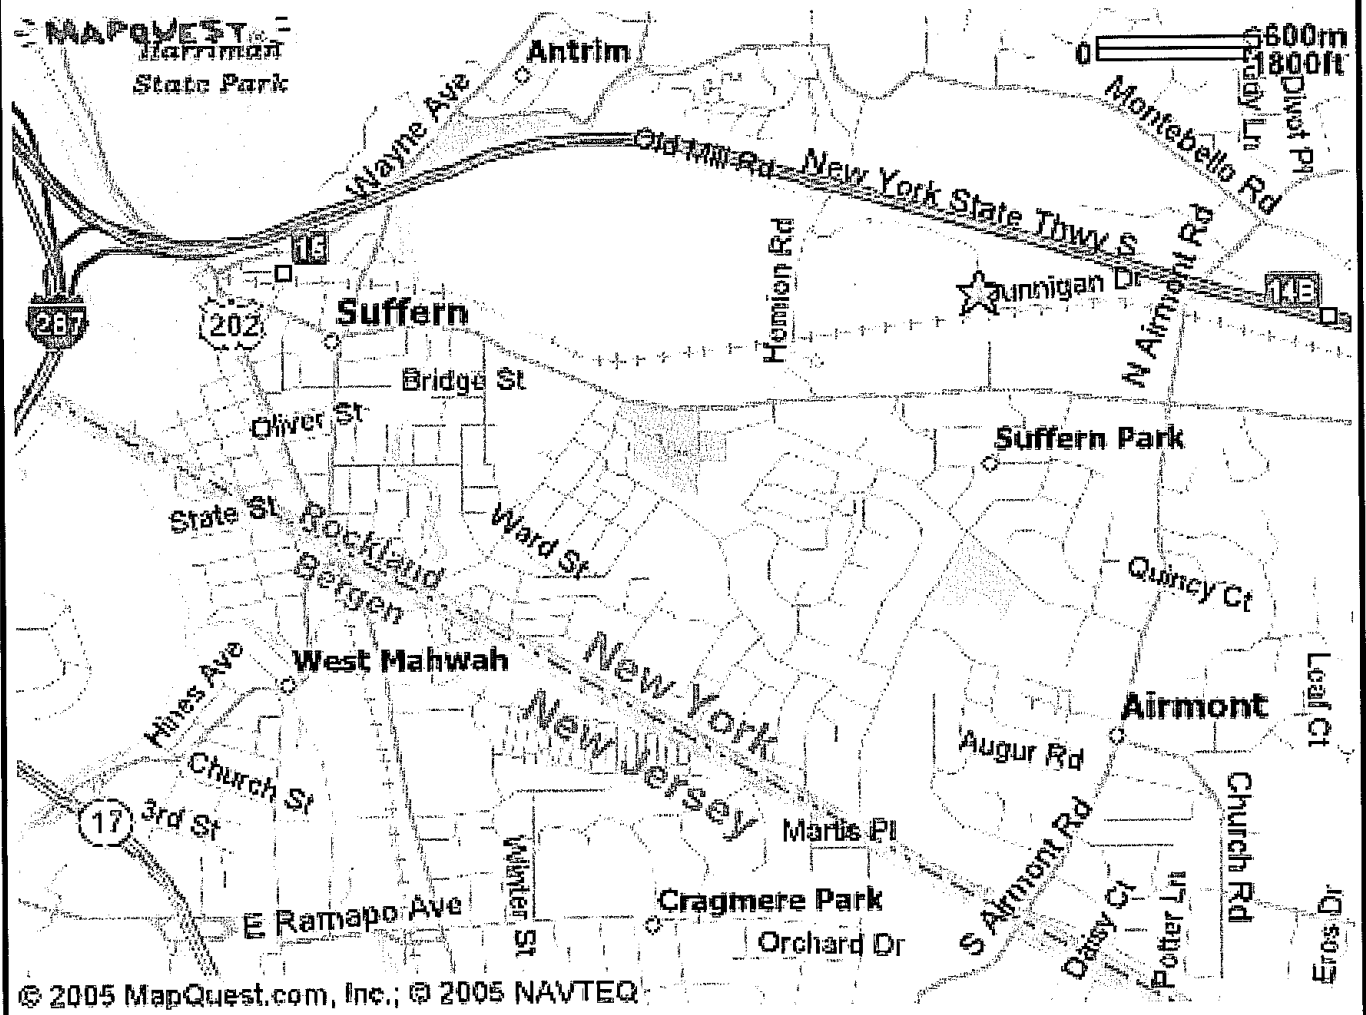 MAPQUEST
Harriman
State Park
Antrim
0
600m
1800ft
Wayne Ave
Old Mill Rd
New York State Thwy S
Montebello Rd
Divot Pl
N Airmont Rd
Hemion Rd
unnigan Dr
14B
287
202
Suffern
Bridge St
Oliver St
Suffern Park
State St
Rockland
Bergen
Ward St
Quincy Ct
Hines Ave
West Mahwah
New York
New Jersey
Airmont
Leaf Ct
Augur Rd
Church St
3rd St
17
Winter St
Martis Pl
S Airmont Rd
Church Rd
Cragmere Park
E Ramapo Ave
Orchard Dr
Daisy Ct
Potter Ln
Eros Dr
© 2005 MapQuest.com, Inc.; © 2005 NAVTEQ